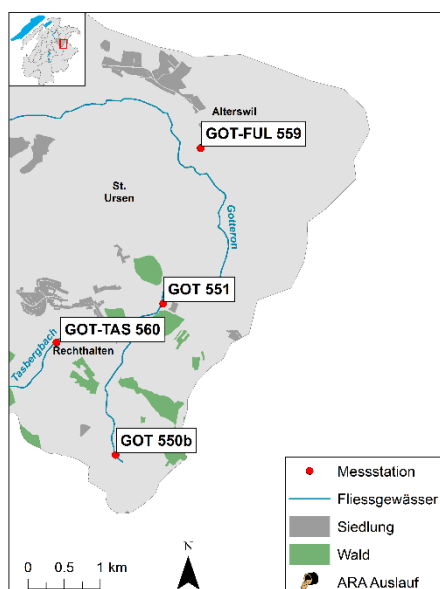 Alterswil
GOT-FUL 559
St.
Ursen
Gotteron
GOT 551
GOT-TAS 560
Rechthalten
Tasbergbach
GOT 550b
Messstation
Fliessgewässer
Siedlung
Wald
ARA Auslauf
N
0 0.5 1 km